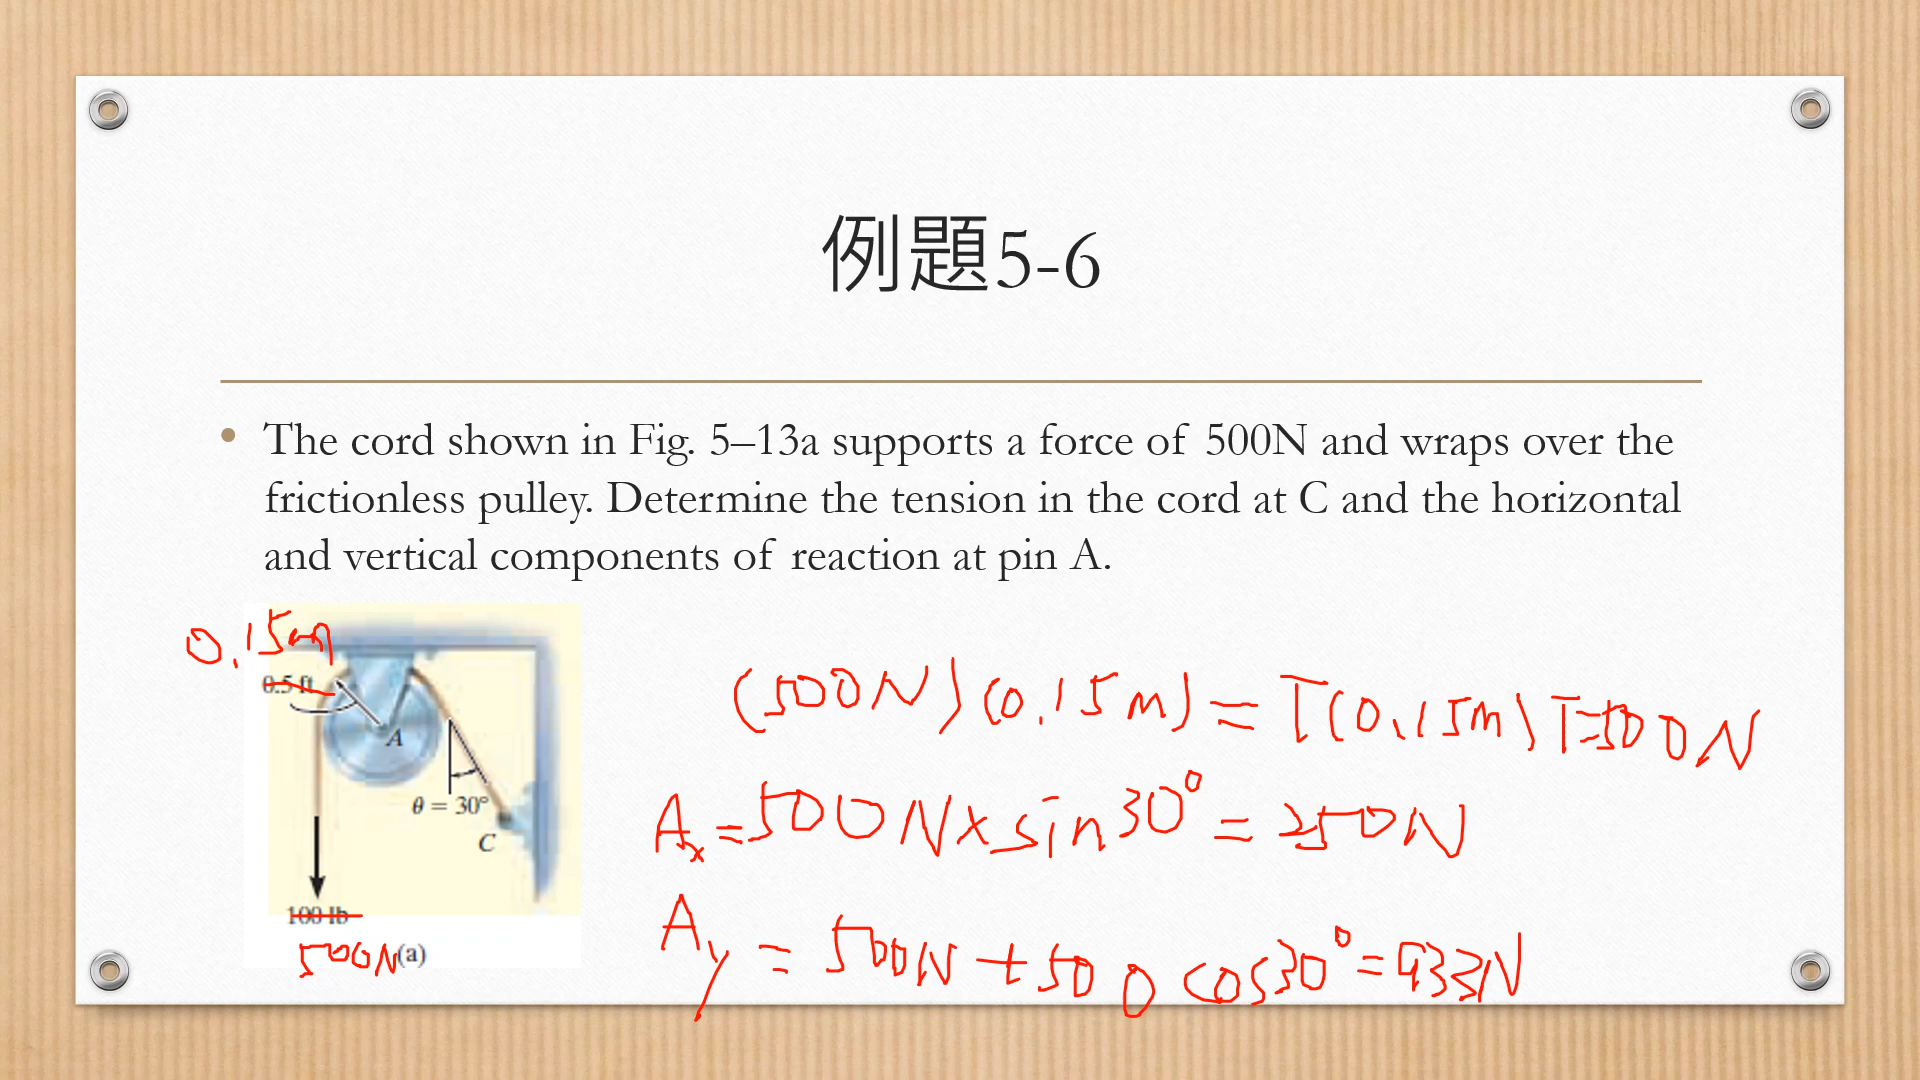 例題5-6
• The cord shown in Fig. 5–13a supports a force of 500N and wraps over the
frictionless pulley. Determine the tension in the cord at C and the horizontal
and vertical components of reaction at pin A.
0.15m
0.5 ft
A
θ = 30°
C
100 lb
500N (a)
(500N)(0.15m) = T(0.15m) T=500N
Ax = 500N x sin30° = 250N
Ay = 500N + 500 cos30° = 933N